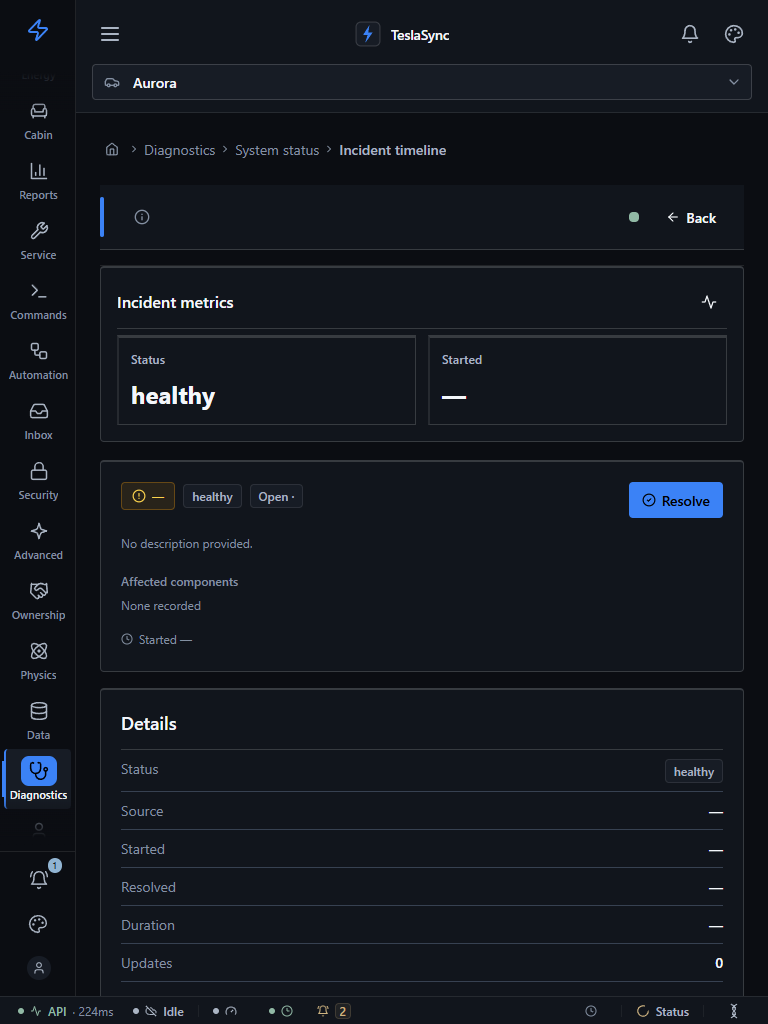 TeslaSync
Aurora
Diagnostics
System status
Incident timeline
Back
Incident metrics
Status
healthy
Started
—
—
healthy
Open ·
Resolve
No description provided.
Affected components
None recorded
Started —
Details
Status
healthy
Source
—
Started
—
Resolved
—
Duration
—
Updates
0
Cabin
Reports
Service
Commands
Automation
Inbox
Security
Advanced
Ownership
Physics
Data
Diagnostics
1
API · 224ms
Idle
2
Status